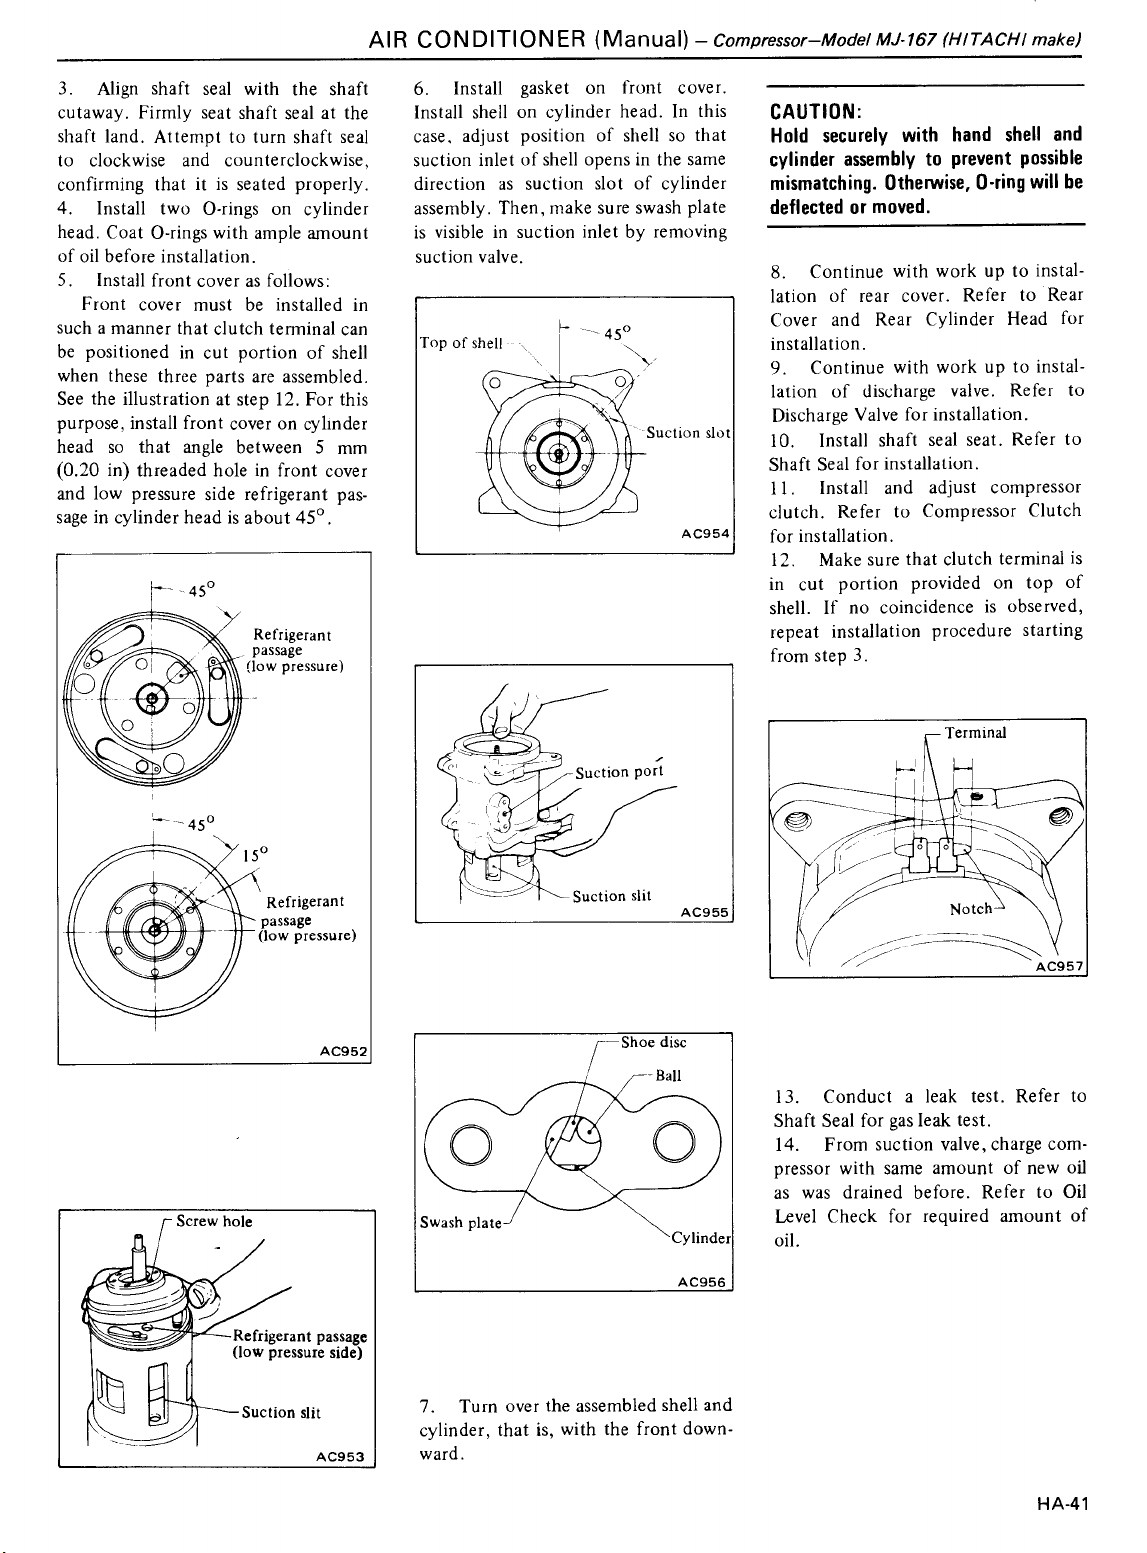 AIR CONDITIONER (Manual) – Compressor–Model MJ-167 (HITACHI make)
3. Align shaft seal with the shaft
cutaway. Firmly seat shaft seal at the
shaft land. Attempt to turn shaft seal
to clockwise and counterclockwise,
confirming that it is seated properly.
4. Install two O-rings on cylinder
head. Coat O-rings with ample amount
of oil before installation.
5. Install front cover as follows:
Front cover must be installed in
such a manner that clutch terminal can
be positioned in cut portion of shell
when these three parts are assembled.
See the illustration at step 12. For this
purpose, install front cover on cylinder
head so that angle between 5 mm
(0.20 in) threaded hole in front cover
and low pressure side refrigerant pas-
sage in cylinder head is about 45°.
45°
Refrigerant
passage
(low pressure)
45°
15°
Refrigerant
passage
(low pressure)
AC952
Screw hole
Refrigerant passage
(low pressure side)
Suction slit
AC953
6. Install gasket on front cover.
Install shell on cylinder head. In this
case, adjust position of shell so that
suction inlet of shell opens in the same
direction as suction slot of cylinder
assembly. Then, make sure swash plate
is visible in suction inlet by removing
suction valve.
45°
Top of shell
Suction slot
AC954
Suction port
Suction slit
AC955
Shoe disc
Ball
Swash plate
Cylinder
AC956
7. Turn over the assembled shell and
cylinder, that is, with the front down-
ward.
CAUTION:
Hold securely with hand shell and
cylinder assembly to prevent possible
mismatching. Otherwise, O-ring will be
deflected or moved.
8. Continue with work up to instal-
lation of rear cover. Refer to Rear
Cover and Rear Cylinder Head for
installation.
9. Continue with work up to instal-
lation of discharge valve. Refer to
Discharge Valve for installation.
10. Install shaft seal seat. Refer to
Shaft Seal for installation.
11. Install and adjust compressor
clutch. Refer to Compressor Clutch
for installation.
12. Make sure that clutch terminal is
in cut portion provided on top of
shell. If no coincidence is observed,
repeat installation procedure starting
from step 3.
Terminal
Notch
AC957
13. Conduct a leak test. Refer to
Shaft Seal for gas leak test.
14. From suction valve, charge com-
pressor with same amount of new oil
as was drained before. Refer to Oil
Level Check for required amount of
oil.
HA-41